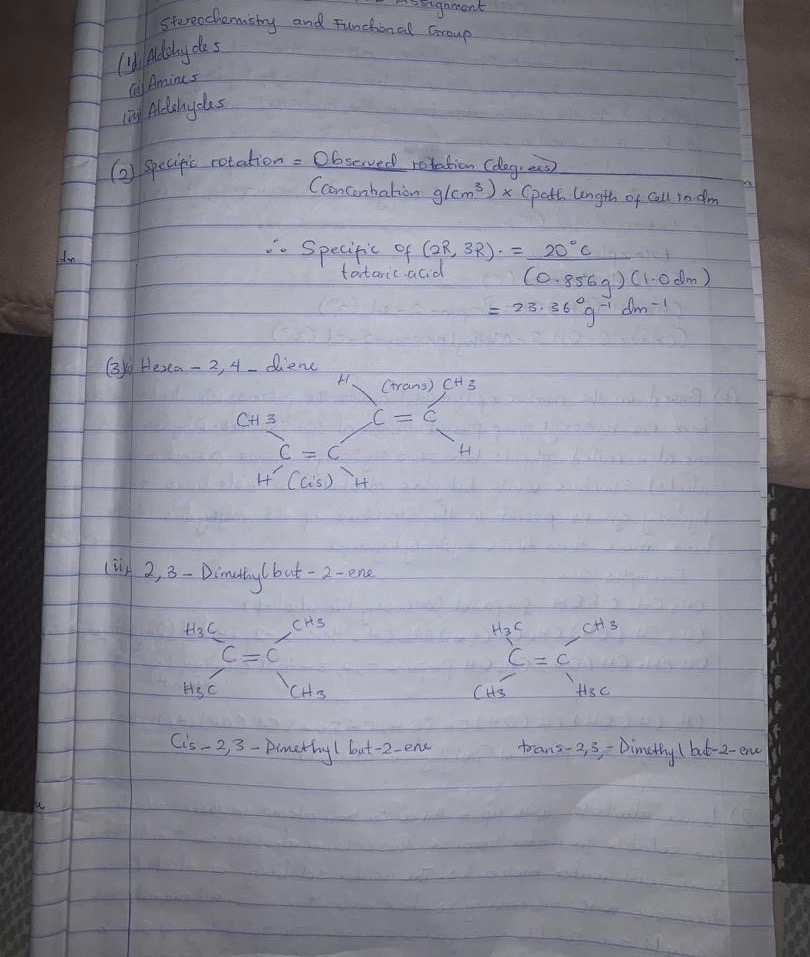 Assignment
Stereochemistry and Functional Group
(i) Aldehydes
(ii) Amines
(iii) Aldehydes
(2) Specific rotation = Observed rotation (degrees)
(Concentration g/cm³) x (path length of cell in dm
∴ Specific of (2R, 3R). = 20°c
tataric acid (0.856g) (1.0dm)
= 23.36°g⁻¹ dm⁻¹
(3)i Hexa - 2,4 - diene
H (trans) CH3
CH3 C = C
C = C H
H (Cis) H
(ii) 2,3 - Dimethyl but - 2 - ene
H3C CH3 H3C CH3
C = C C = C
H3C CH3 CH3 H3C
Cis - 2,3 - Dimethyl but-2-ene trans - 2,3, - Dimethyl but-2-ene